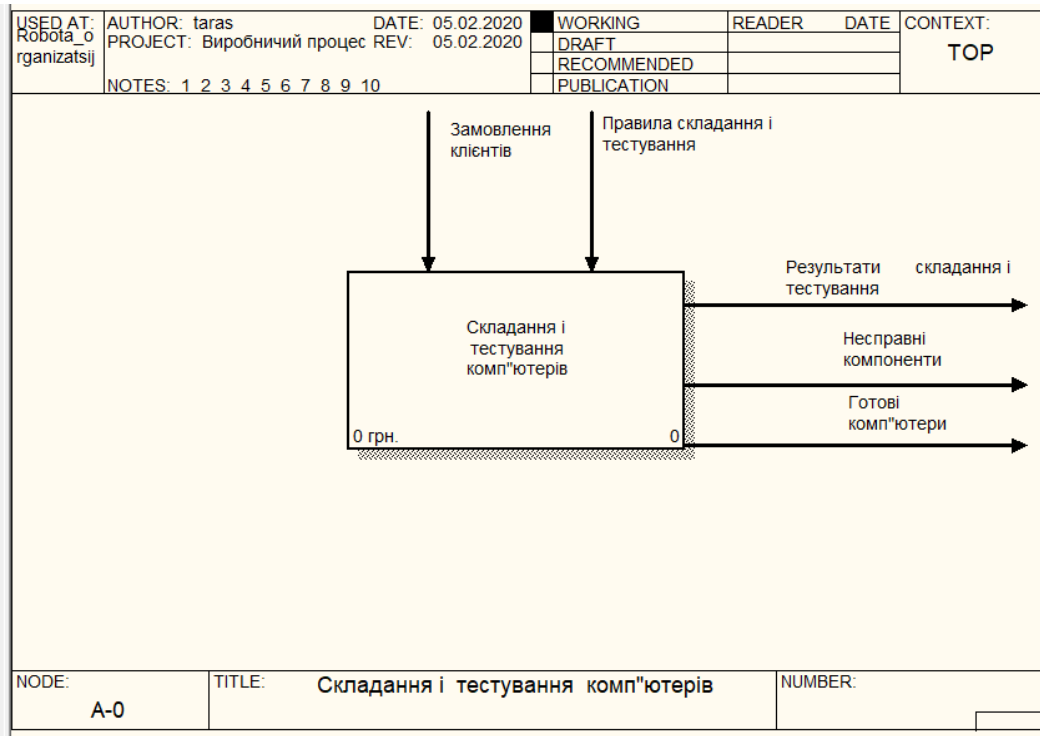 USED AT:
Robota_o
rganizatsij
AUTHOR: taras
DATE: 05.02.2020
PROJECT: Виробничий процес
REV: 05.02.2020
NOTES: 1 2 3 4 5 6 7 8 9 10
WORKING
DRAFT
RECOMMENDED
PUBLICATION
READER DATE
CONTEXT:
TOP
Замовлення
клієнтів
Правила складання і
тестування
Складання і
тестування
комп"ютерів
0 грн.
0
Результати складання і
тестування
Несправні
компоненти
Готові
комп"ютери
NODE:
A-0
TITLE:
Складання і тестування комп"ютерів
NUMBER: